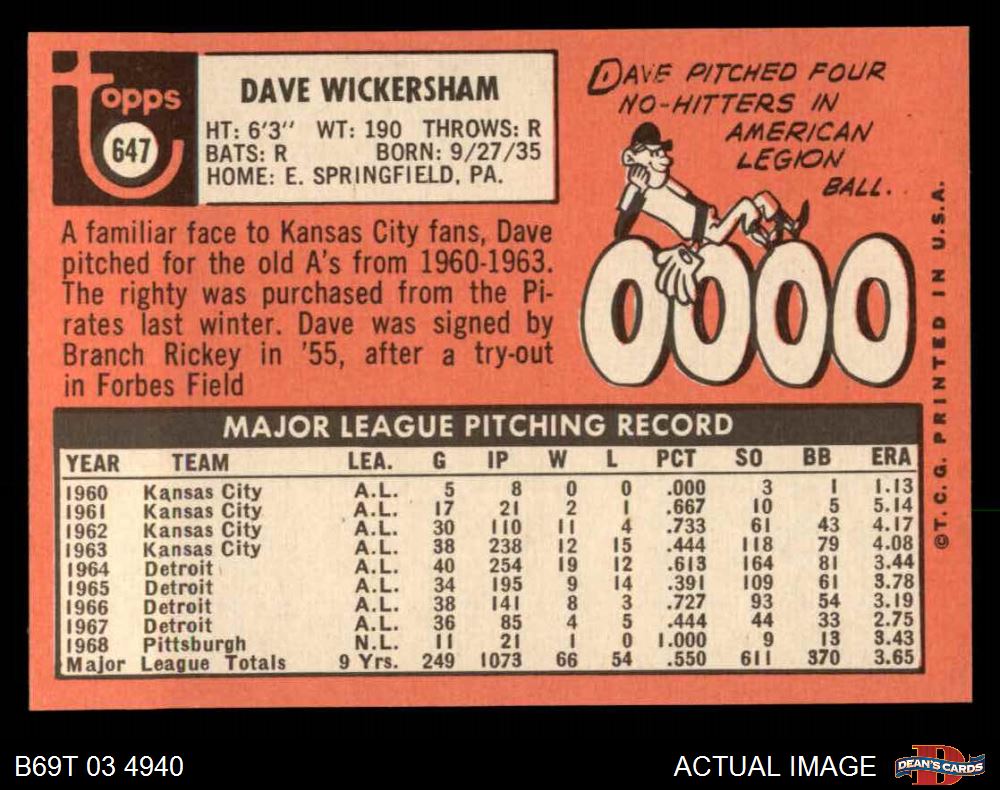 topps
647
DAVE WICKERSHAM
HT: 6'3" WT: 190 THROWS: R
BATS: R BORN: 9/27/35
HOME: E. SPRINGFIELD, PA.
DAVE PITCHED FOUR
NO-HITTERS IN
AMERICAN
LEGION
BALL.
0000
A familiar face to Kansas City fans, Dave
pitched for the old A's from 1960-1963.
The righty was purchased from the Pi-
rates last winter. Dave was signed by
Branch Rickey in '55, after a try-out
in Forbes Field
MAJOR LEAGUE PITCHING RECORD
YEAR TEAM LEA. G IP W L PCT SO BB ERA
1960 Kansas City A.L. 5 8 0 0 .000 3 1 1.13
1961 Kansas City A.L. 17 21 2 1 .667 10 5 5.14
1962 Kansas City A.L. 30 110 11 4 .733 61 43 4.17
1963 Kansas City A.L. 38 238 12 15 .444 118 79 4.08
1964 Detroit A.L. 40 254 19 12 .613 164 81 3.44
1965 Detroit A.L. 34 195 9 14 .391 109 61 3.78
1966 Detroit A.L. 38 141 8 3 .727 93 54 3.19
1967 Detroit A.L. 36 85 4 5 .444 44 33 2.75
1968 Pittsburgh N.L. 11 21 1 0 1.000 9 13 3.43
Major League Totals 9 Yrs. 249 1073 66 54 .550 611 370 3.65
©T. C. G. PRINTED IN U.S.A.
B69T 03 4940
ACTUAL IMAGE
D
DEAN'S CARDS